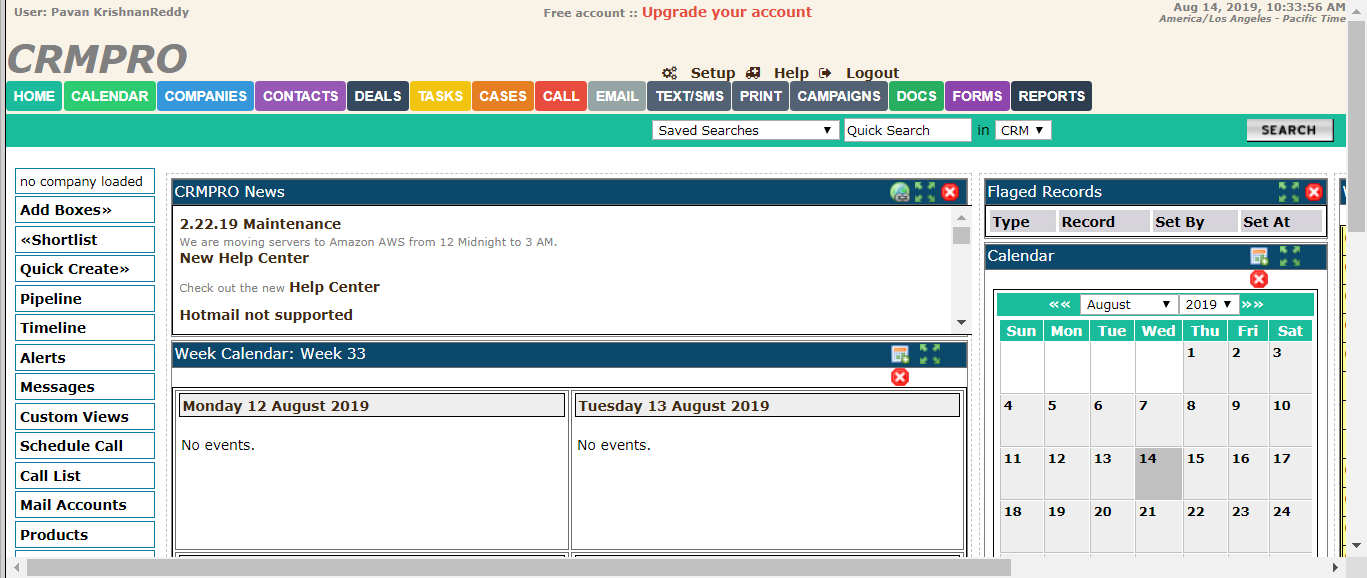 User: Pavan KrishnanReddy
Free account :: Upgrade your account
Aug 14, 2019, 10:33:56 AM
America/Los Angeles - Pacific Time
CRMPRO
Setup Help Logout
HOME CALENDAR COMPANIES CONTACTS DEALS TASKS CASES CALL EMAIL TEXT/SMS PRINT CAMPAIGNS DOCS FORMS REPORTS
Saved Searches Quick Search in CRM SEARCH
no company loaded
Add Boxes»
«Shortlist
Quick Create»
Pipeline
Timeline
Alerts
Messages
Custom Views
Schedule Call
Call List
Mail Accounts
Products
CRMPRO News
2.22.19 Maintenance
We are moving servers to Amazon AWS from 12 Midnight to 3 AM.
New Help Center
Check out the new Help Center
Hotmail not supported
Week Calendar: Week 33
Monday 12 August 2019
No events.
Tuesday 13 August 2019
No events.
Flaged Records
Type Record Set By Set At
Calendar
«« August 2019 »»
Sun Mon Tue Wed Thu Fri Sat
1 2 3
4 5 6 7 8 9 10
11 12 13 14 15 16 17
18 19 20 21 22 23 24